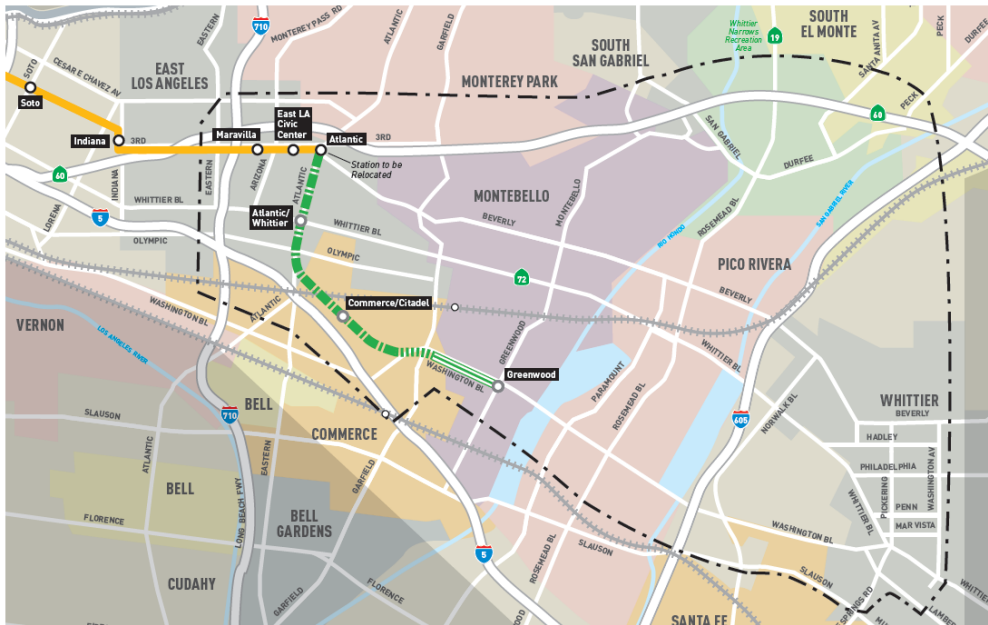 710
MONTEREY PASS RD
ATLANTIC
GARFIELD
EASTERN
Whittier
Narrows
Recreation
Area
19
SOUTH
EL MONTE
SANTA ANITA AV
PECK
DURFEE
SOTO
CESAR E CHAVEZ AV
EAST
LOS ANGELES
SOUTH
SAN GABRIEL
MONTEREY PARK
PECK
60
Soto
Indiana
3RD
Maravilla
East LA
Civic
Center
Atlantic
3RD
Station to be
Relocated
SAN GABRIEL
DURFEE
60
INDIANA
EASTERN
ARIZONA
ATLANTIC
MONTEBELLO
MONTEBELLO
ROSEMEAD BL
SAN GABRIEL RIVER
LORENA
5
WHITTIER BL
Atlantic/
Whittier
WHITTIER BL
BEVERLY
OLYMPIC
OLYMPIC
RIO HONDO
PICO RIVERA
72
BEVERLY
VERNON
WASHINGTON BL
ATLANTIC
Commerce/Citadel
LOS ANGELES RIVER
GREENWOOD
WHITTIER BL
WASHINGTON BL
Greenwood
PARAMOUNT
ROSEMEAD BL
SLAUSON
710
BELL
COMMERCE
605
NORWALK BL
WHITTIER
BEVERLY
HADLEY
PHILADELPHIA
PICKERING
WASHINGTON AV
PENN
MAR VISTA
WHITTIER BL
ATLANTIC
EASTERN
GARFIELD
BELL
LONG BEACH FWY
FLORENCE
BELL
GARDENS
5
SLAUSON
WASHINGTON BL
ROSEMEAD BL
SLAUSON
CUDAHY
GARFIELD
FLORENCE
SANTA FE
SPRINGS RD
WHITTIER